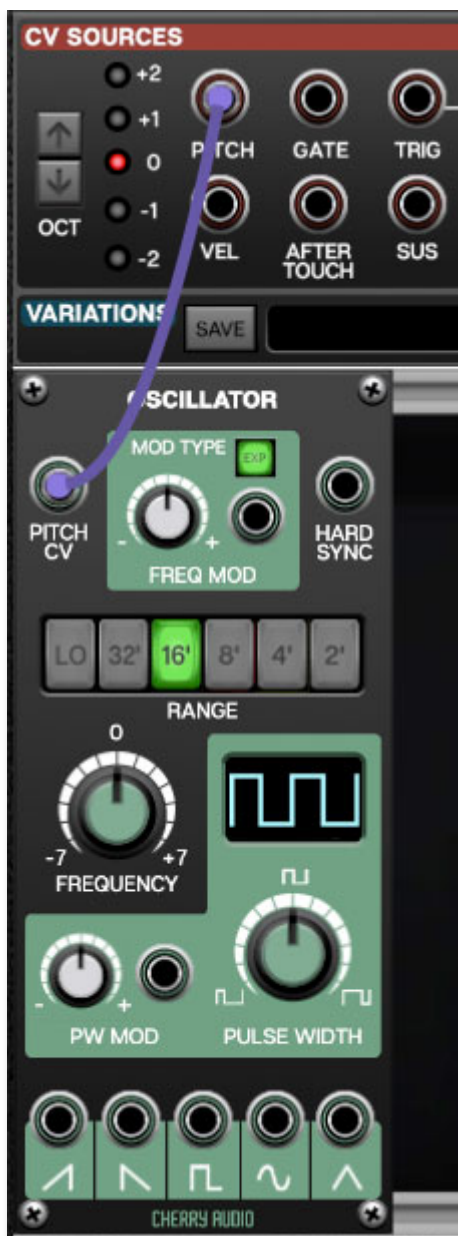 CV SOURCES
+2
+1
0
-1
-2
OCT
PITCH GATE TRIG
VEL AFTER TOUCH SUS
VARIATIONS SAVE
OSCILLATOR
MOD TYPE EXP
PITCH CV
- +
FREQ MOD
HARD SYNC
LO 32' 16' 8' 4' 2'
RANGE
0
-7 +7
FREQUENCY
- +
PW MOD PULSE WIDTH
CHERRY AUDIO